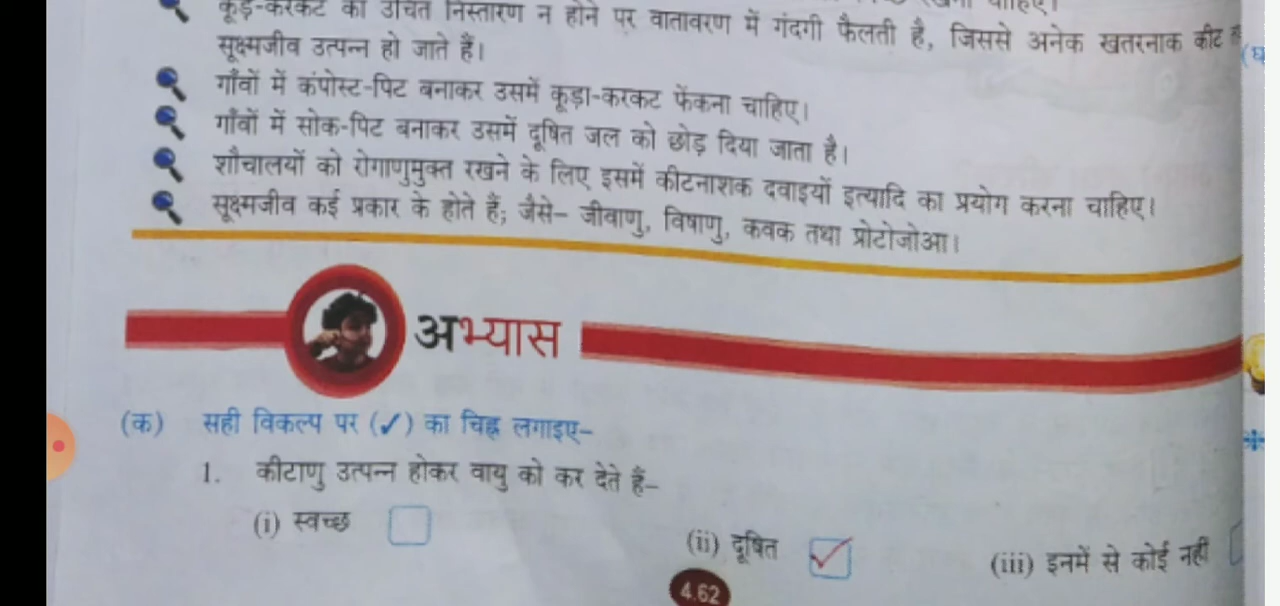 कूड़े-करकट का उचित निस्तारण न होने पर वातावरण में गंदगी फैलती है, जिससे अनेक खतरनाक कीट
सूक्ष्मजीव उत्पन्न हो जाते हैं।
गाँवों में कंपोस्ट-पिट बनाकर उसमें कूड़ा-करकट फेंकना चाहिए।
गाँवों में सोक-पिट बनाकर उसमें दूषित जल को छोड़ दिया जाता है।
शौचालयों को रोगाणुमुक्त रखने के लिए इसमें कीटनाशक दवाइयों इत्यादि का प्रयोग करना चाहिए।
सूक्ष्मजीव कई प्रकार के होते हैं; जैसे- जीवाणु, विषाणु, कवक तथा प्रोटोजोआ।
अभ्यास
(क) सही विकल्प पर (✓) का चिह्न लगाइए-
1. कीटाणु उत्पन्न होकर वायु को कर देते हैं-
(i) स्वच्छ (ii) दूषित ✓ (iii) इनमें से कोई नहीं
4.62